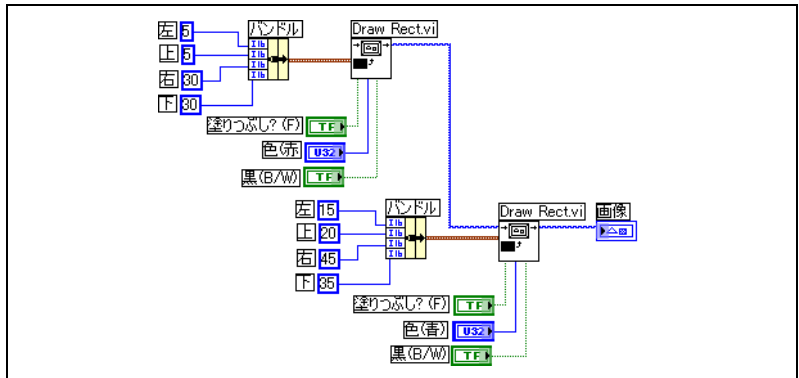 左 5
上 5
右 30
下 30
バンドル
Draw Rect.vi
塗りつぶし? (F) TF
色(赤 U32
黒(B/W) TF
左 15
上 20
右 45
下 35
バンドル
Draw Rect.vi
画像
塗りつぶし? (F) TF
色(青) U32
黒(B/W) TF